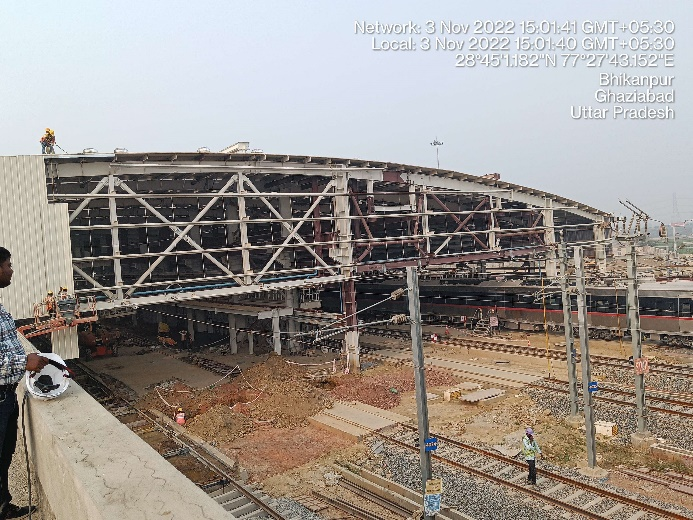 Network: 3 Nov 2022 15:01:41 GMT+05:30
Local: 3 Nov 2022 15:01:40 GMT+05:30
28°45'1.182"N 77°27'43.152"E
Bhikanpur
Ghaziabad
Uttar Pradesh